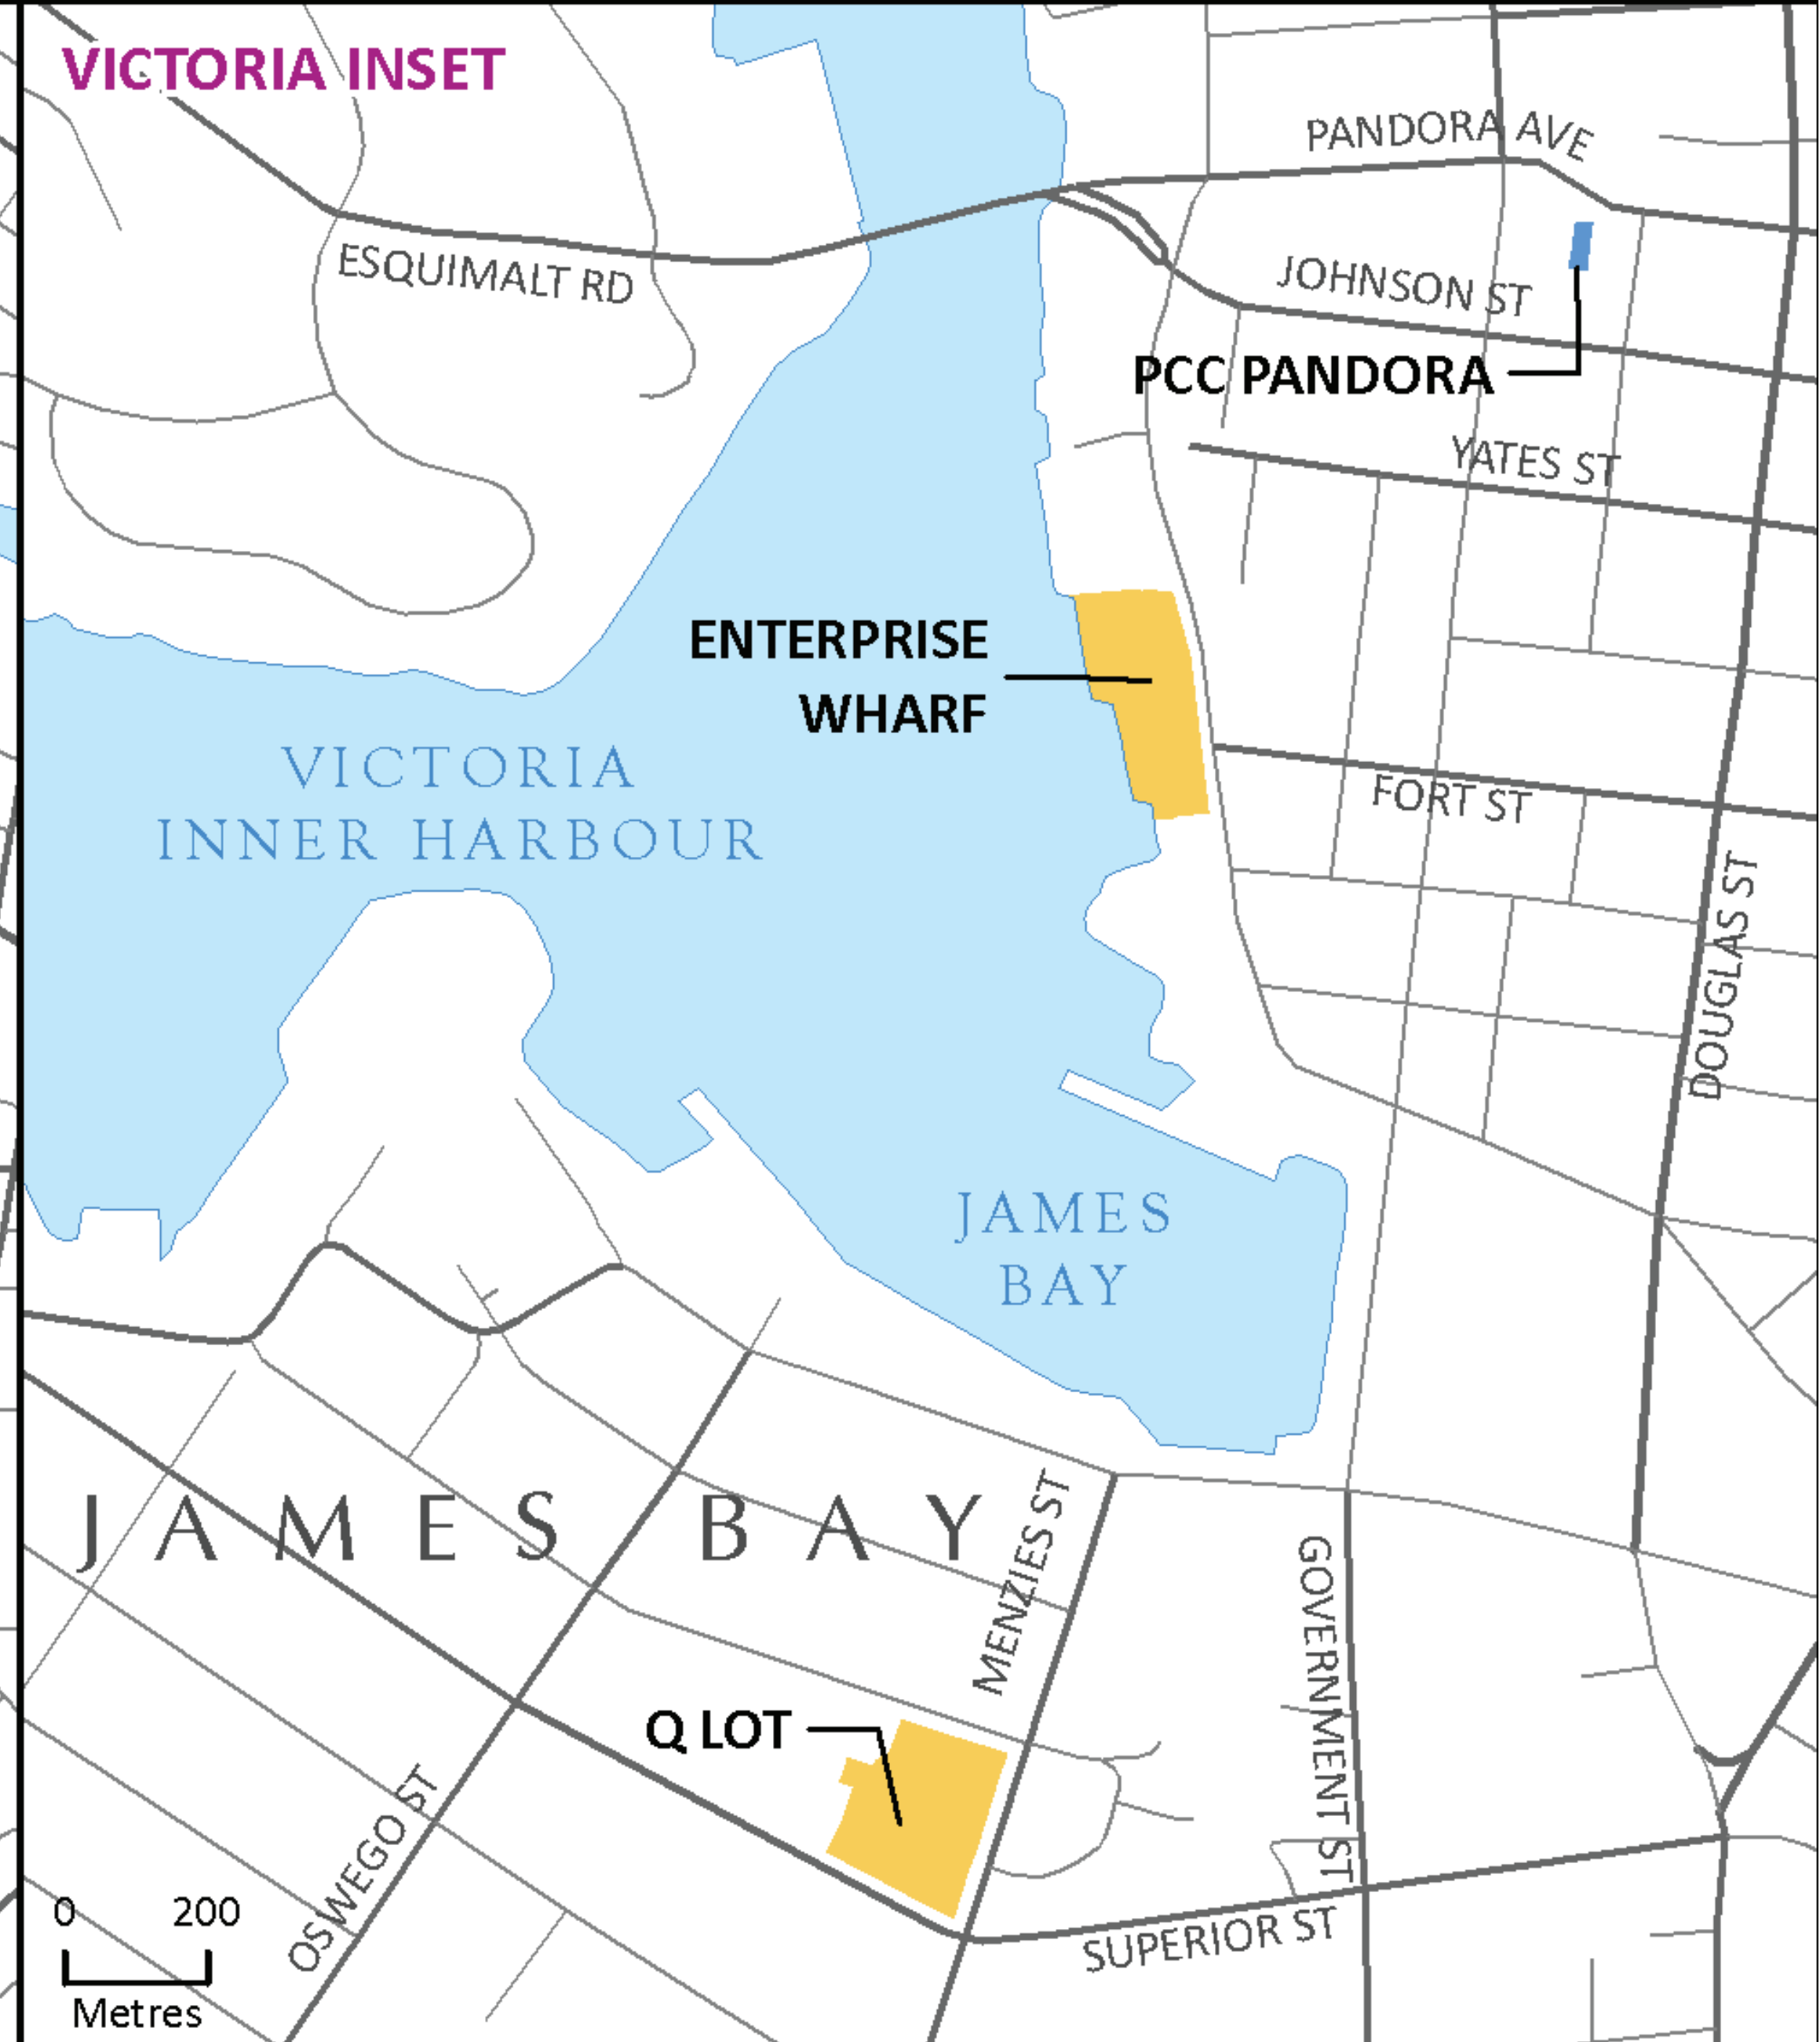 VICTORIA INSET
PANDORA AVE
ESQUIMALT RD
JOHNSON ST
PCC PANDORA
YATES ST
ENTERPRISE
WHARF
VICTORIA
INNER HARBOUR
FORT ST
DOUGLAS ST
JAMES
BAY
JAMES BAY
MENZIES ST
GOVERNMENT ST
Q LOT
OSWEGO ST
SUPERIOR ST
0 200
Metres